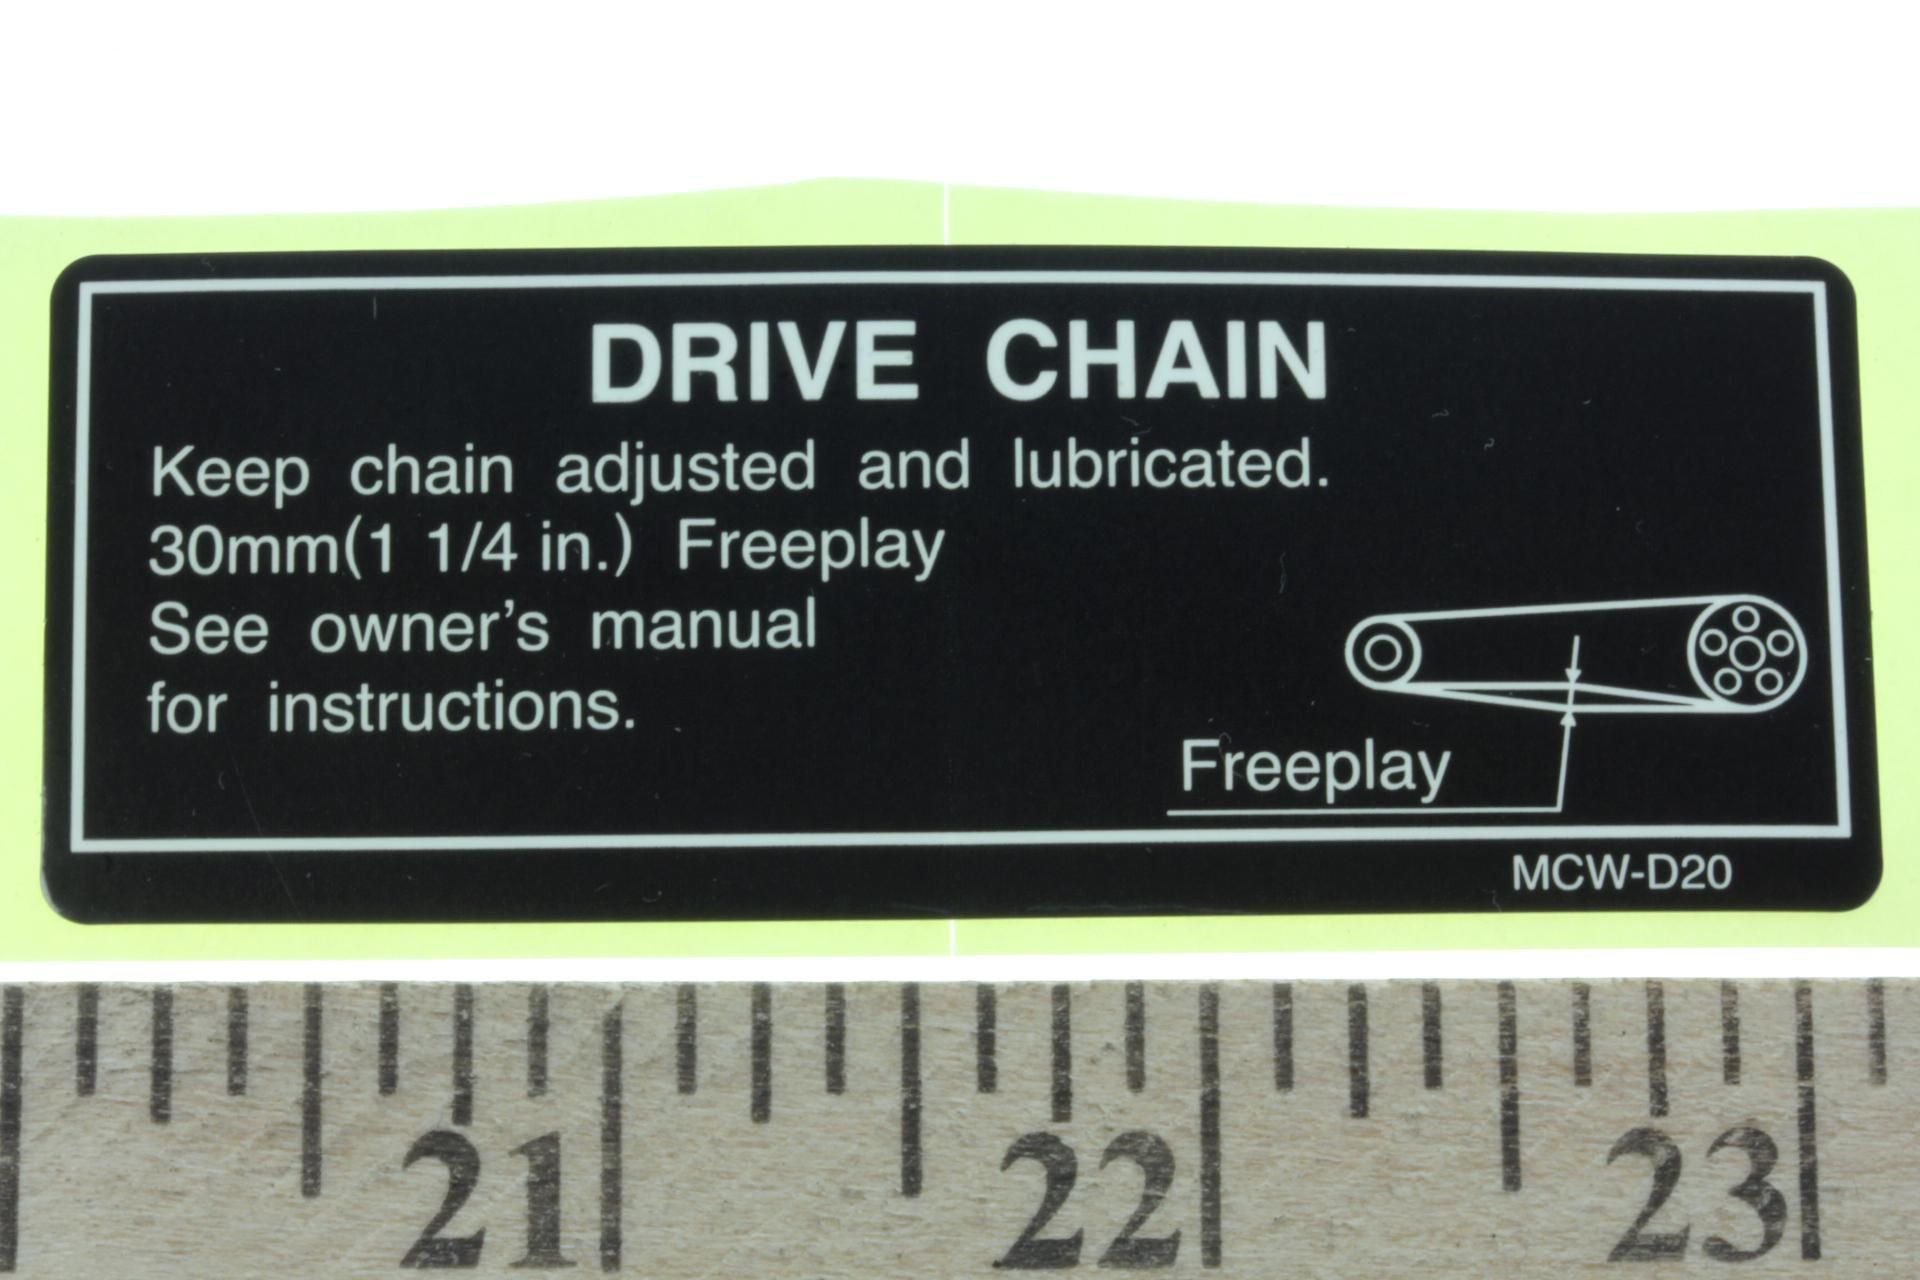 DRIVE CHAIN
Keep chain adjusted and lubricated.
30mm(1 1/4 in.) Freeplay
See owner's manual
for instructions.
Freeplay
MCW-D20
21 22 23